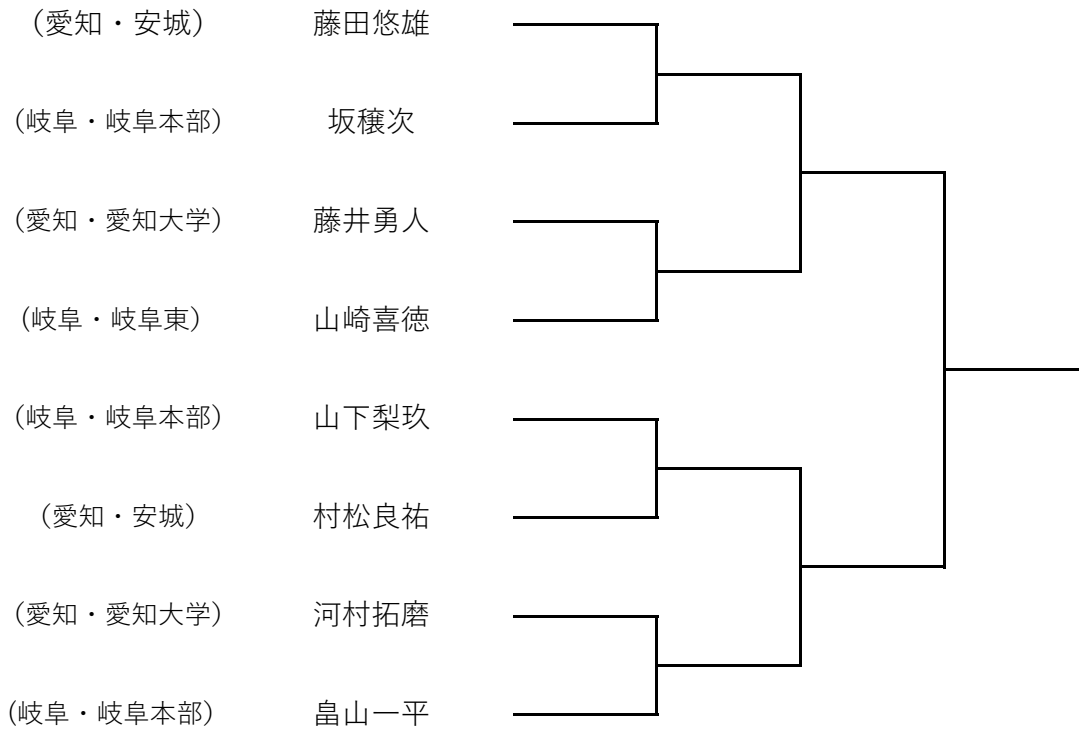 （愛知・安城） 藤田悠雄
（岐阜・岐阜本部） 坂穣次
（愛知・愛知大学） 藤井勇人
（岐阜・岐阜東） 山崎喜徳
（岐阜・岐阜本部） 山下梨玖
（愛知・安城） 村松良祐
（愛知・愛知大学） 河村拓磨
（岐阜・岐阜本部） 畠山一平